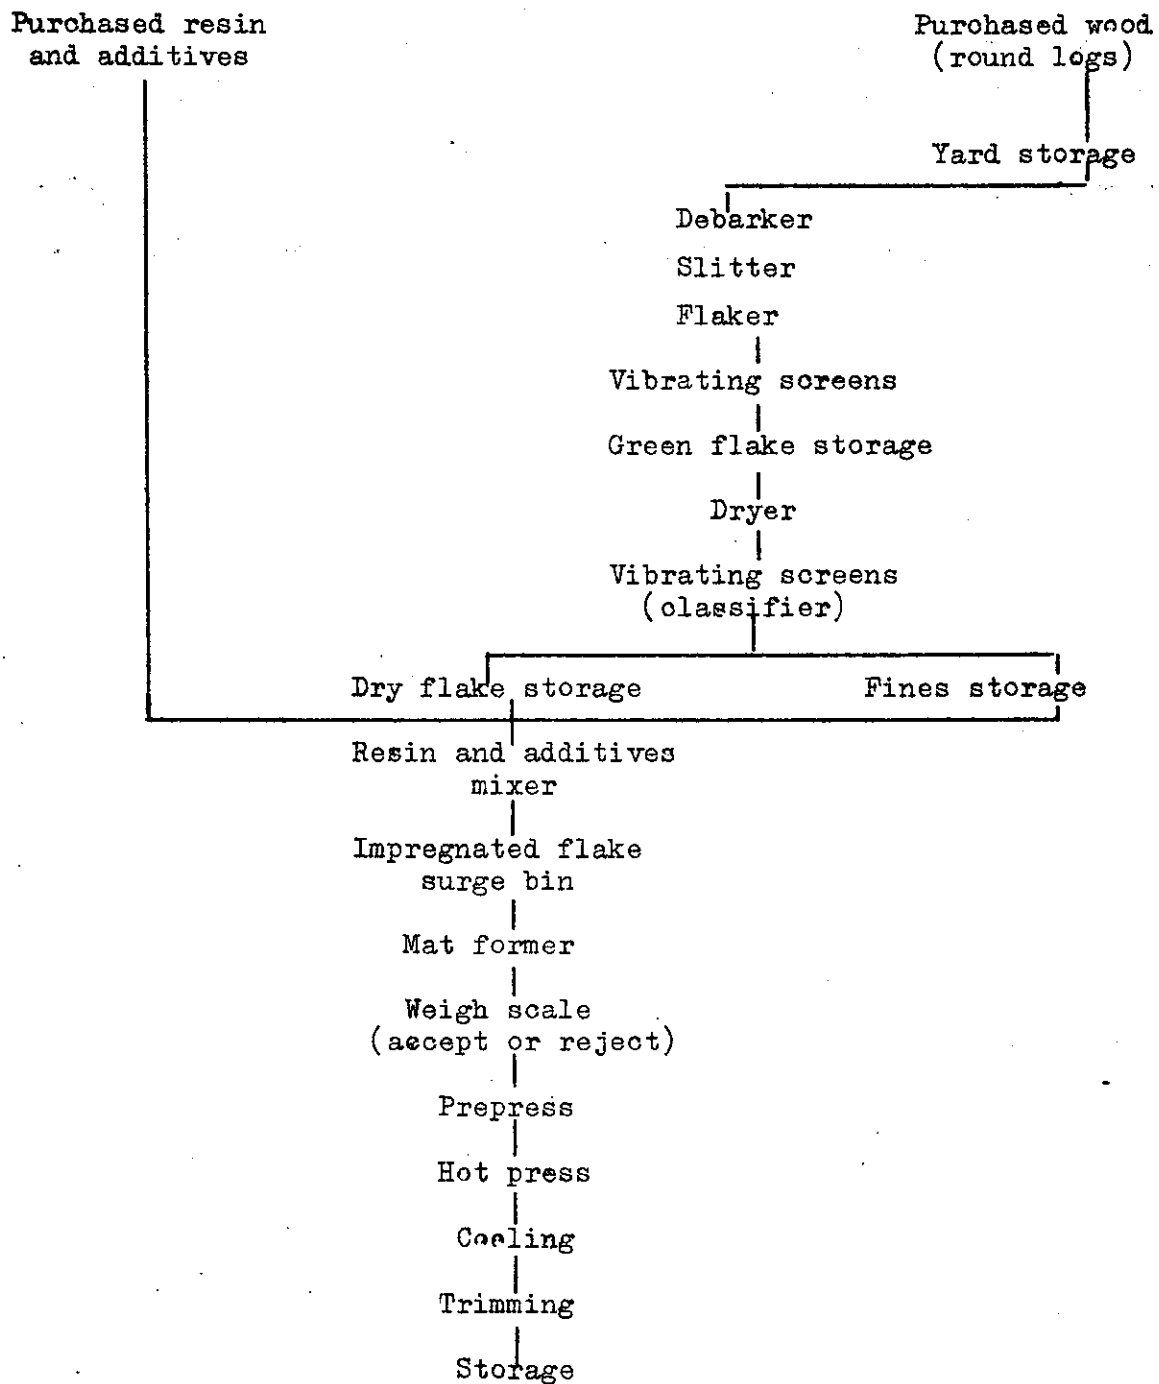 Purchased resin
and additives
Purchased wood
(round logs)
Yard storage
Debarker
Slitter
Flaker
Vibrating screens
Green flake storage
Dryer
Vibrating screens
(classifier)
Dry flake storage
Fines storage
Resin and additives
mixer
Impregnated flake
surge bin
Mat former
Weigh scale
(accept or reject)
Prepress
Hot press
Cooling
Trimming
Storage